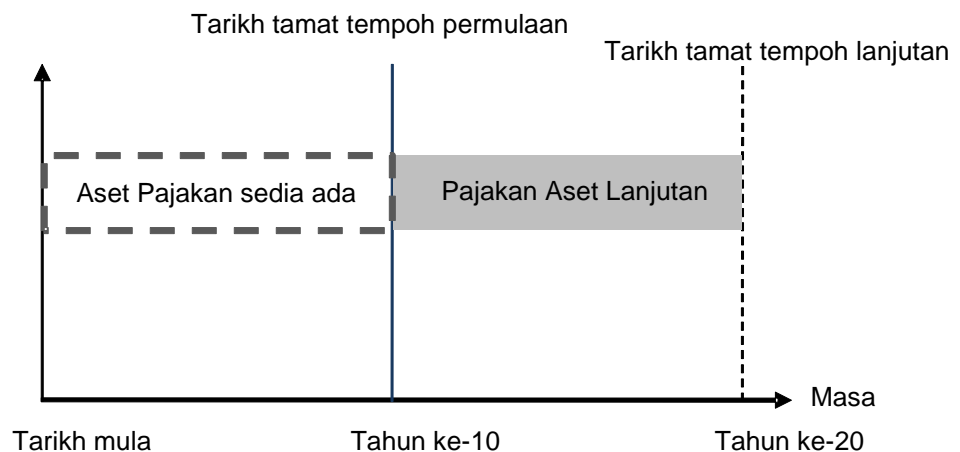 Tarikh tamat tempoh permulaan
Tarikh tamat tempoh lanjutan
Aset Pajakan sedia ada
Pajakan Aset Lanjutan
Masa
Tarikh mula
Tahun ke-10
Tahun ke-20